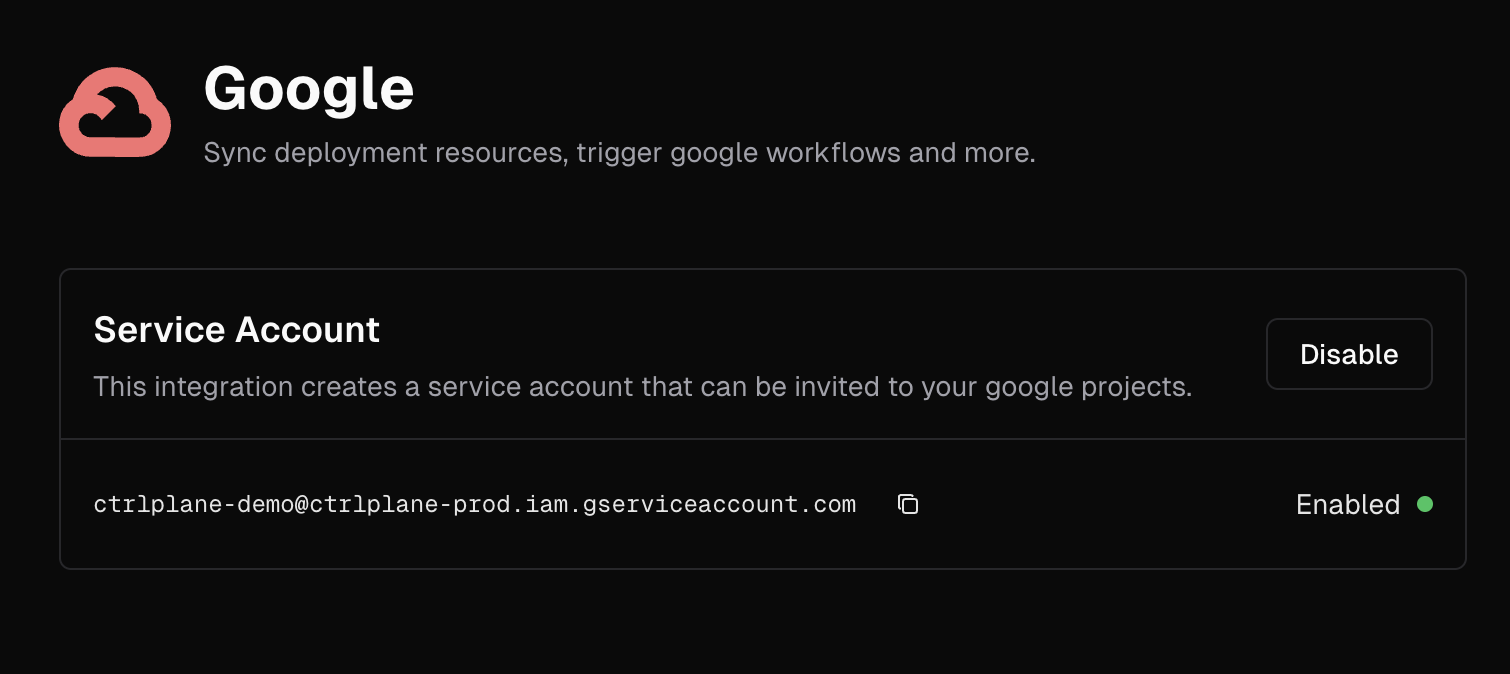 Google
Sync deployment resources, trigger google workflows and more.
Service Account
Disable
This integration creates a service account that can be invited to your google projects.
ctrlplane-demo@ctrlplane-prod.iam.gserviceaccount.com
Enabled